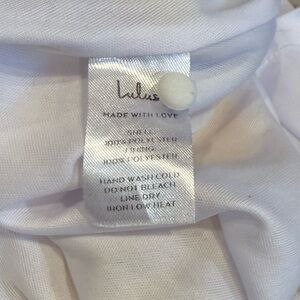 Lulus
MADE WITH LOVE
SHELL:
100% POLYESTER
LINING:
100% POLYESTER
HAND WASH COLD
DO NOT BLEACH
LINE DRY
IRON LOW HEAT